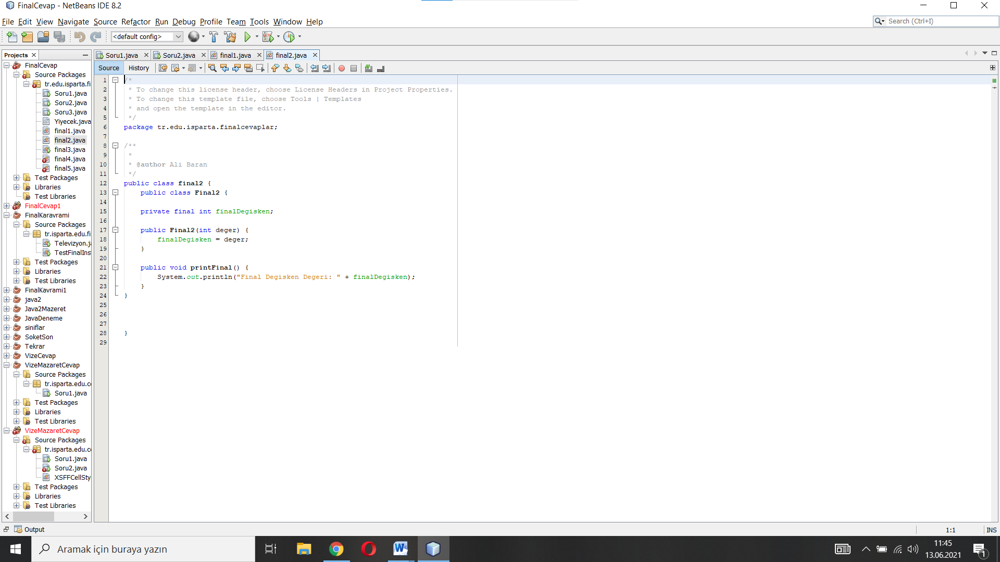 FinalCevap - NetBeans IDE 8.2
File Edit View Navigate Source Refactor Run Debug Profile Team Tools Window Help
Search (Ctrl+I)
<default config>
Projects
Soru1.java
Soru2.java
final1.java
final2.java
Source
History
FinalCevap
Source Packages
tr.edu.isparta.fi
Soru1.java
Soru2.java
Soru3.java
Yiyecek.java
final1.java
final2.java
final3.java
final4.java
final5.java
Test Packages
Libraries
Test Libraries
FinalCevap1
FinalKaravrami
Source Packages
tr.isparta.edu.fi
Televizyon.ja
TestFinalIns
Test Packages
Libraries
Test Libraries
FinalKavrami1
java2
Java2Mazeret
JavaDeneme
siniflar
SoketSon
Tekrar
VizeCevap
VizeMazaretCevap
Source Packages
tr.isparta.edu.c
Soru1.java
Test Packages
Libraries
Test Libraries
VizeMazaretCevap
Source Packages
tr.isparta.edu.c
Soru1.java
Soru2.java
XSFFCellSty
Test Packages
Libraries
Test Libraries
1 /*
2 * To change this license header, choose License Headers in Project Properties.
3 * To change this template file, choose Tools | Templates
4 * and open the template in the editor.
5 */
6 package tr.edu.isparta.finalcevaplar;
7
8 /**
9 *
10 * @author Ali Baran
11 */
12 public class final2 {
13 public class Final2 {
14
15 private final int finalDegisken;
16
17 public Final2(int deger) {
18 finalDegisken = deger;
19 }
20
21 public void printFinal() {
22 System.out.println("Final Degisken Degeri: " + finalDegisken);
23 }
24 }
25
26
27
28 }
29
Output
1:1
INS
Aramak için buraya yazın
11:45
13.06.2021
1